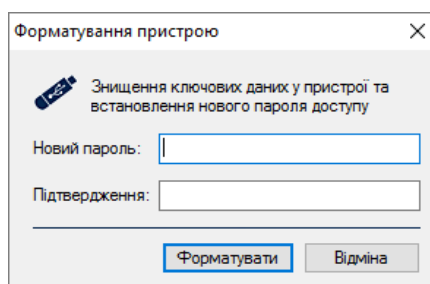 Форматування пристрою
Знищення ключових даних у пристрої та
встановлення нового пароля доступу
Новий пароль:
Підтвердження:
Форматувати
Відміна